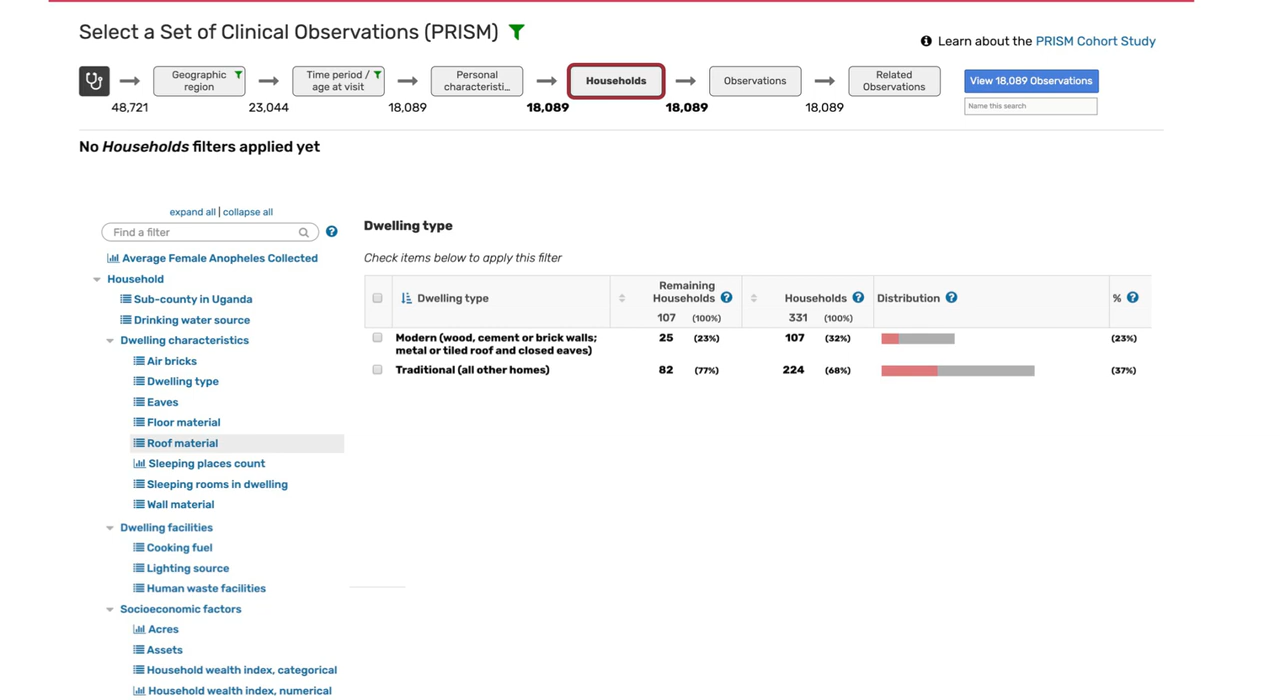 Select a Set of Clinical Observations (PRISM)
Learn about the PRISM Cohort Study
Geographic region
Time period / age at visit
Personal characteristi...
Households
Observations
Related Observations
View 18,089 Observations
Name this search
48,721
23,044
18,089
18,089
18,089
18,089
No Households filters applied yet
expand all | collapse all
Find a filter
Average Female Anopheles Collected
Household
Sub-county in Uganda
Drinking water source
Dwelling characteristics
Air bricks
Dwelling type
Eaves
Floor material
Roof material
Sleeping places count
Sleeping rooms in dwelling
Wall material
Dwelling facilities
Cooking fuel
Lighting source
Human waste facilities
Socioeconomic factors
Acres
Assets
Household wealth index, categorical
Household wealth index, numerical
Dwelling type
Check items below to apply this filter
Dwelling type
Remaining Households
107 (100%)
Households
331 (100%)
Distribution
%
Modern (wood, cement or brick walls;
metal or tiled roof and closed eaves)
25 (23%)
107 (32%)
(23%)
Traditional (all other homes)
82 (77%)
224 (68%)
(37%)